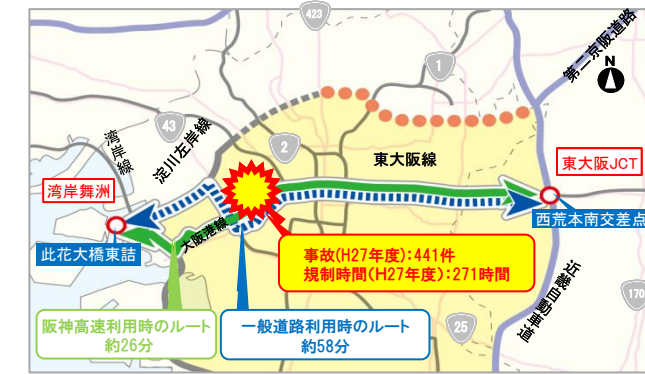 423
1
第二京阪道路
N
43
湾岸線
淀川左岸線
2
東大阪線
東大阪JCT
湾岸舞洲
西荒本南交差点
大阪港線
此花大橋東詰
事故(H27年度):441件
規制時間(H27年度):271時間
近畿自動車道
170
阪神高速利用時のルート
約26分
一般道路利用時のルート
約58分
25